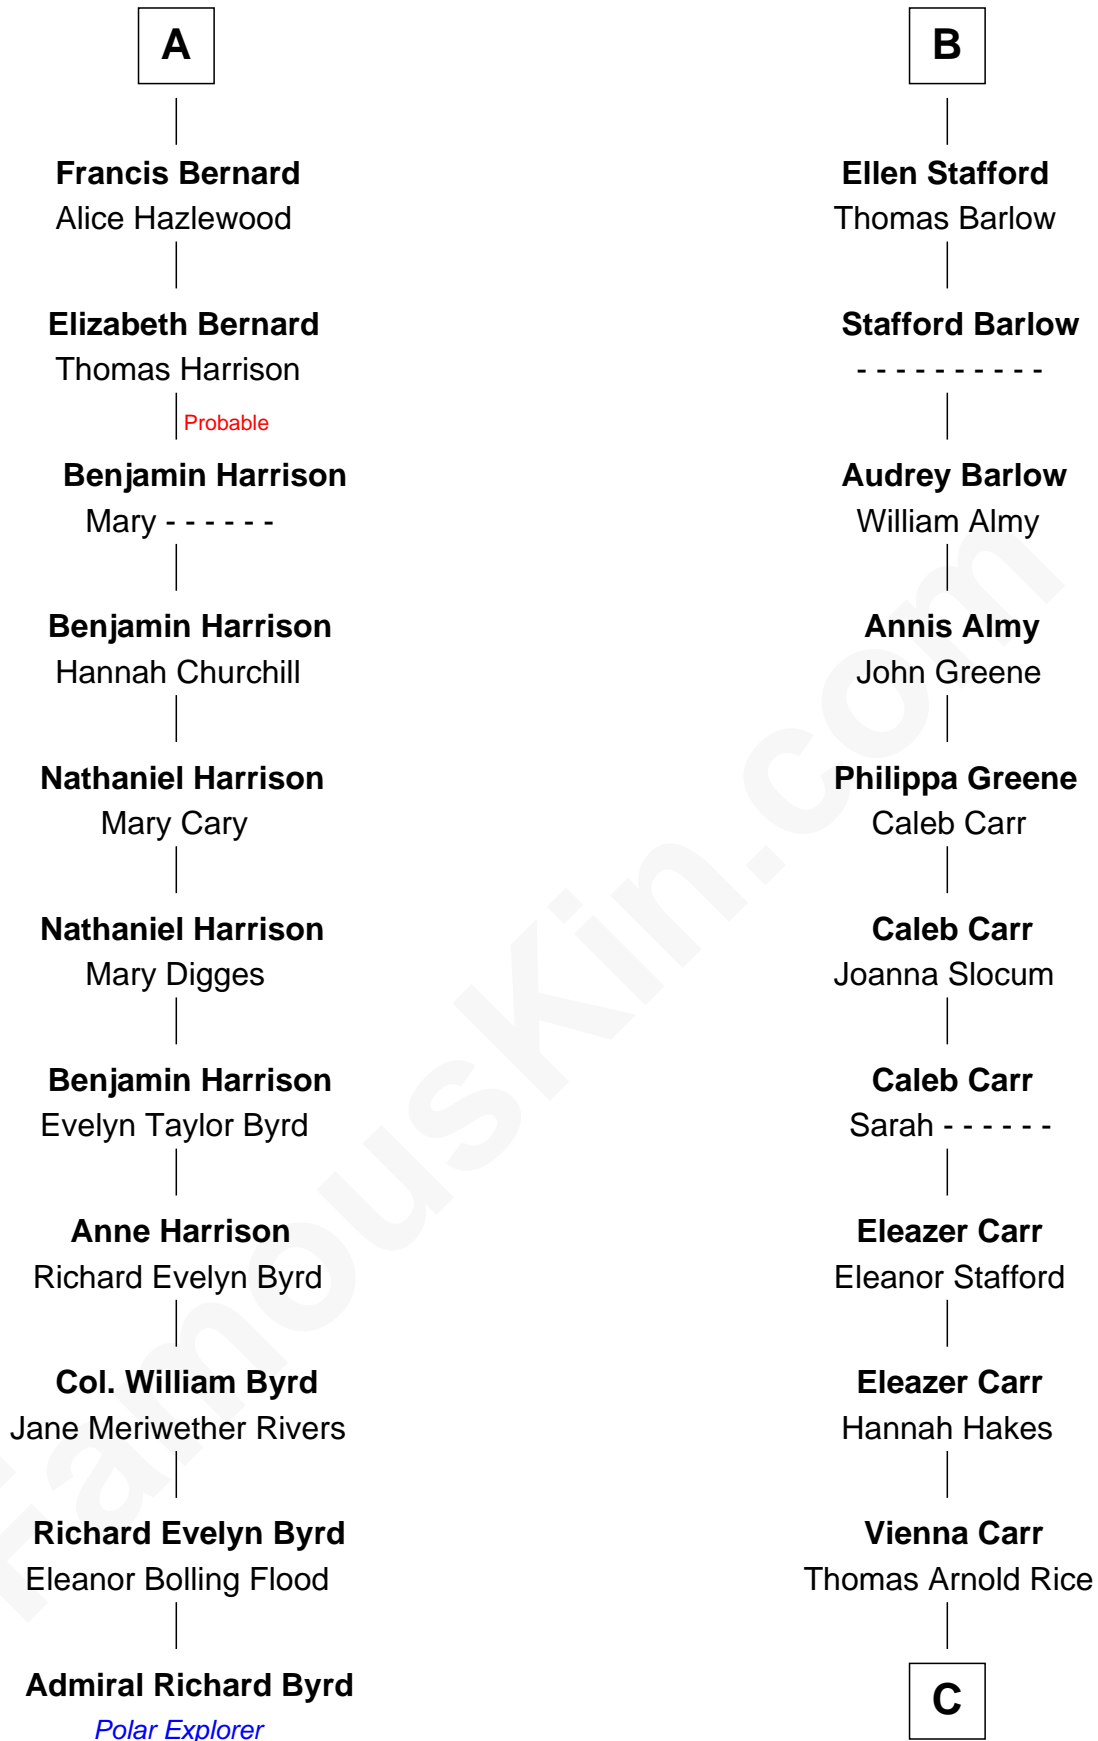 A
Francis Bernard
Alice Hazlewood
Elizabeth Bernard
Thomas Harrison
Probable
Benjamin Harrison
Mary - - - - - -
Benjamin Harrison
Hannah Churchill
Nathaniel Harrison
Mary Cary
Nathaniel Harrison
Mary Digges
Benjamin Harrison
Evelyn Taylor Byrd
Anne Harrison
Richard Evelyn Byrd
Col. William Byrd
Jane Meriwether Rivers
Richard Evelyn Byrd
Eleanor Bolling Flood
Admiral Richard Byrd
Polar Explorer
B
Ellen Stafford
Thomas Barlow
Stafford Barlow
- - - - - - - - - -
Audrey Barlow
William Almy
Annis Almy
John Greene
Philippa Greene
Caleb Carr
Caleb Carr
Joanna Slocum
Caleb Carr
Sarah - - - - - -
Eleazer Carr
Eleanor Stafford
Eleazer Carr
Hannah Hakes
Vienna Carr
Thomas Arnold Rice
C
FamousKin.com